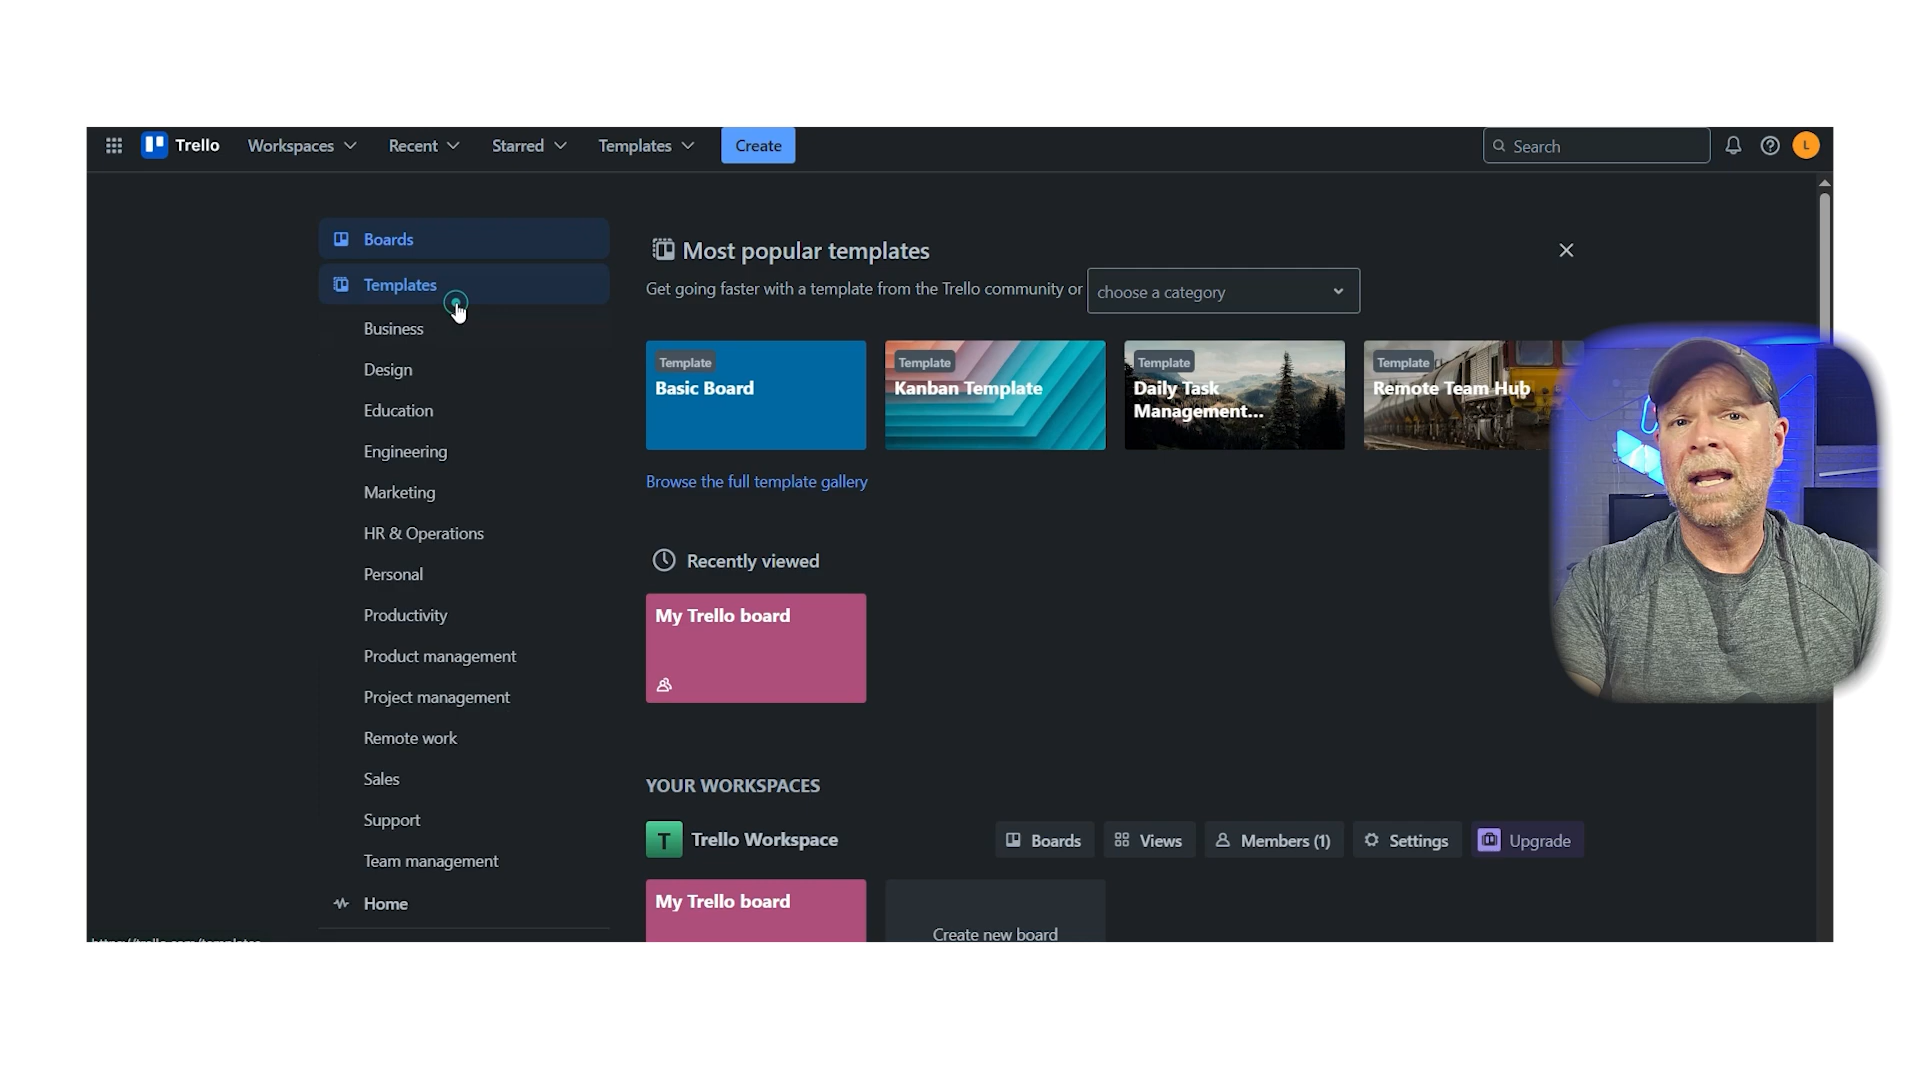 Trello
Workspaces
Recent
Starred
Templates
Create
Search
L
Boards
Templates
Business
Design
Education
Engineering
Marketing
HR & Operations
Personal
Productivity
Product management
Project management
Remote work
Sales
Support
Team management
Home
Most popular templates
Get going faster with a template from the Trello community or
choose a category
Template
Basic Board
Template
Kanban Template
Template
Daily Task
Management...
Template
Remote Team Hub
Browse the full template gallery
Recently viewed
My Trello board
YOUR WORKSPACES
T
Trello Workspace
Boards
Views
Members (1)
Settings
Upgrade
My Trello board
Create new board